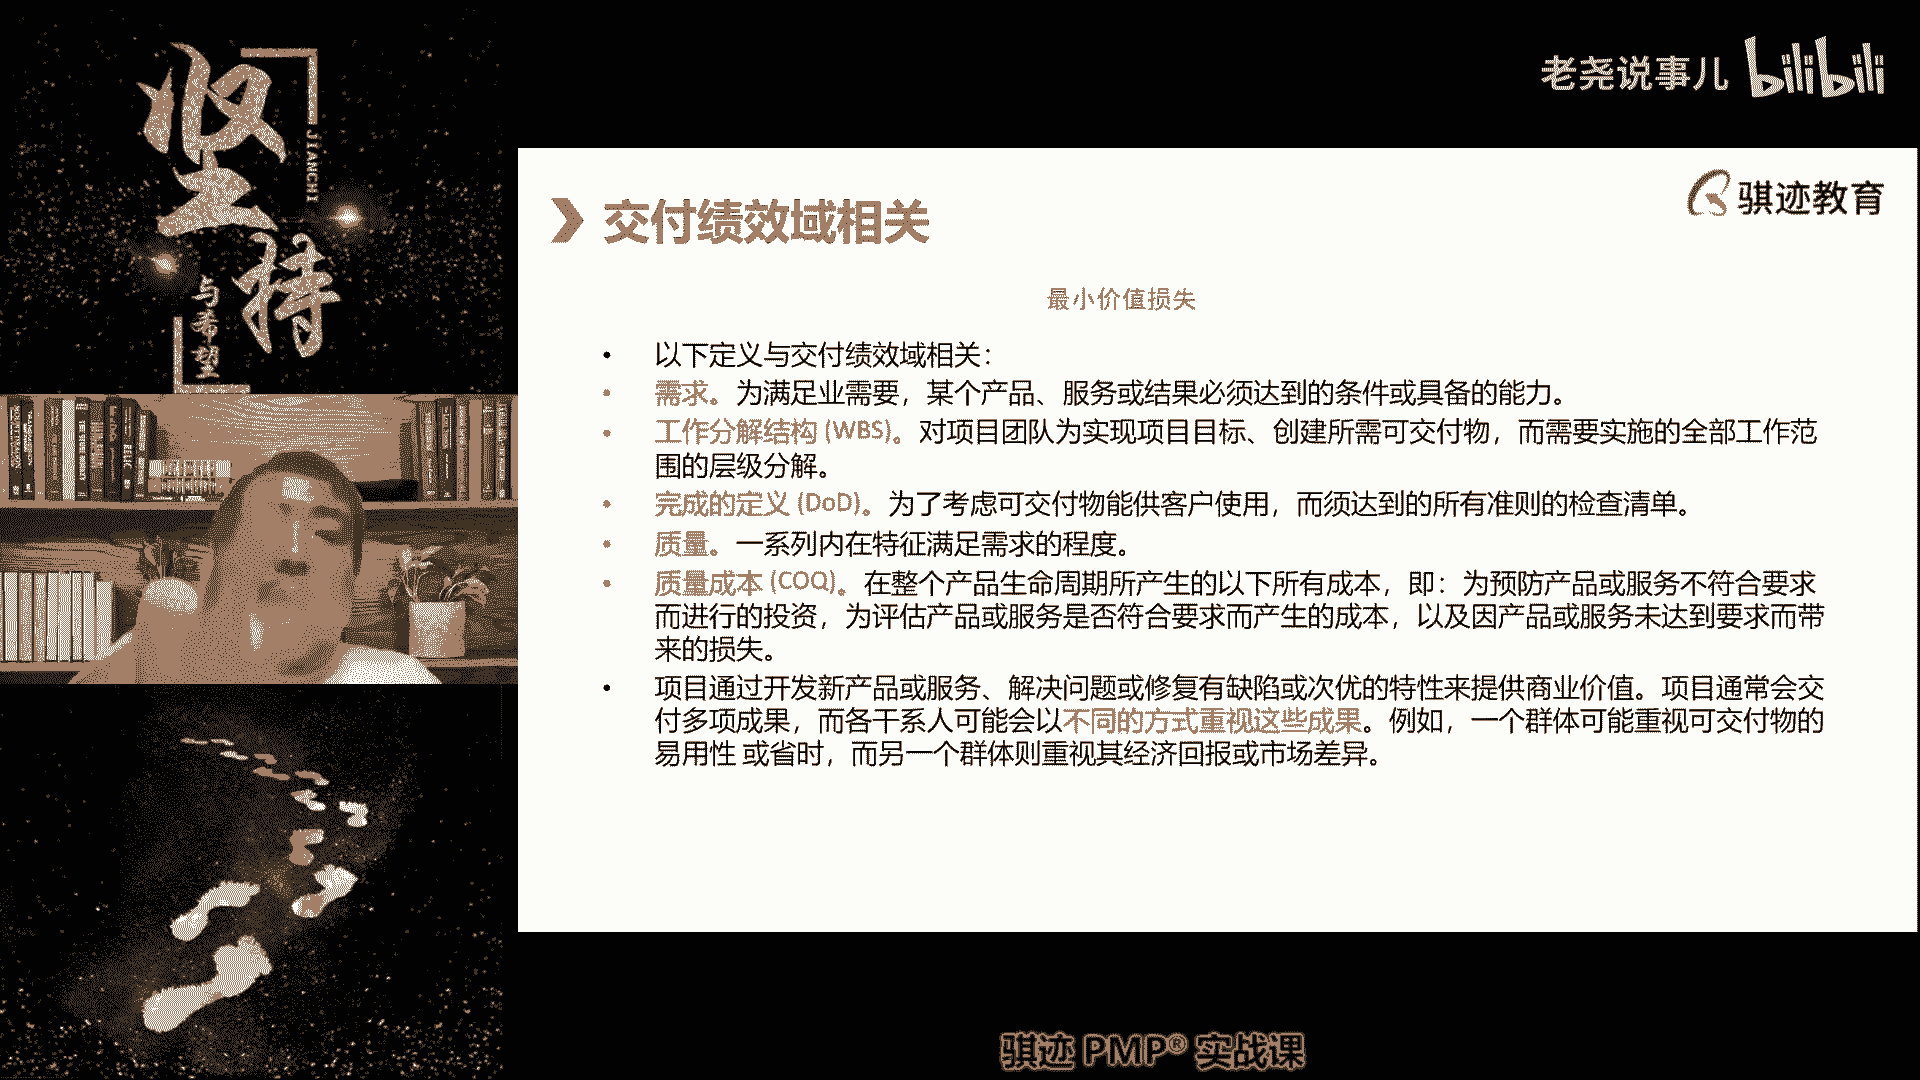 坚持
JIANCHI
与希望
老尧说事儿 bilibili
骐迹教育
交付绩效域相关
最小价值损失
• 以下定义与交付绩效域相关：
• 需求。为满足业需要，某个产品、服务或结果必须达到的条件或具备的能力。
• 工作分解结构 (WBS)。对项目团队为实现项目目标、创建所需可交付物，而需要实施的全部工作范
围的层级分解。
• 完成的定义 (DoD)。为了考虑可交付物能供客户使用，而须达到的所有准则的检查清单。
• 质量。一系列内在特征满足需求的程度。
• 质量成本 (COQ)。在整个产品生命周期所产生的以下所有成本，即：为预防产品或服务不符合要求
而进行的投资，为评估产品或服务是否符合要求而产生的成本，以及因产品或服务未达到要求而带
来的损失。
• 项目通过开发新产品或服务、解决问题或修复有缺陷或次优的特性来提供商业价值。项目通常会交
付多项成果，而各干系人可能会以不同的方式重视这些成果。例如，一个群体可能重视可交付物的
易用性 或省时，而另一个群体则重视其经济回报或市场差异。
骐迹 PMP® 实战课